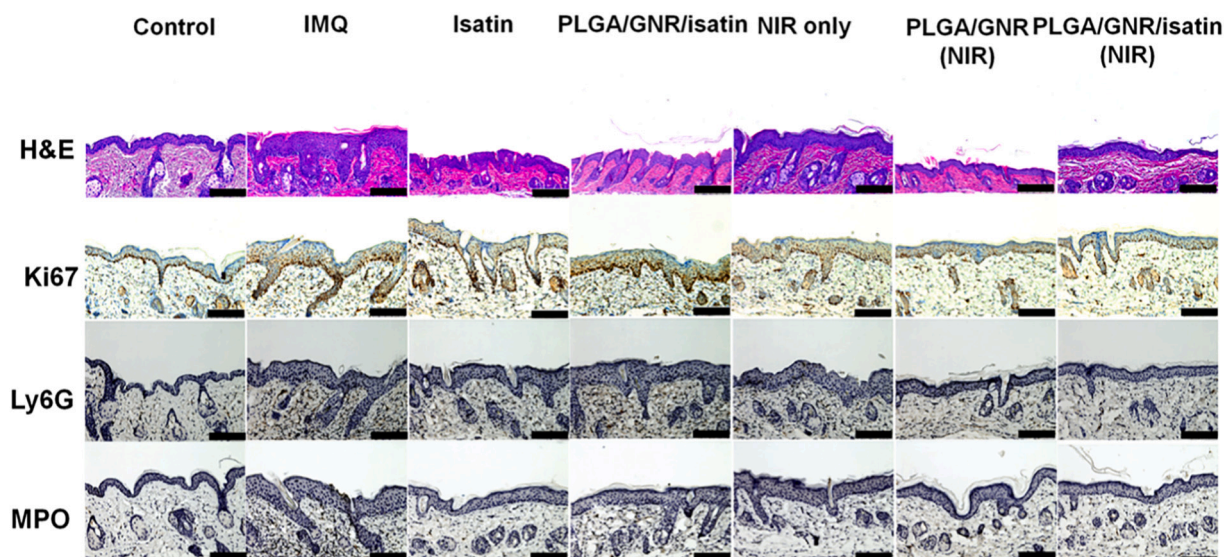 Control IMQ Isatin PLGA/GNR/isatin NIR only PLGA/GNR PLGA/GNR/isatin
(NIR) (NIR)
H&E
Ki67
Ly6G
MPO